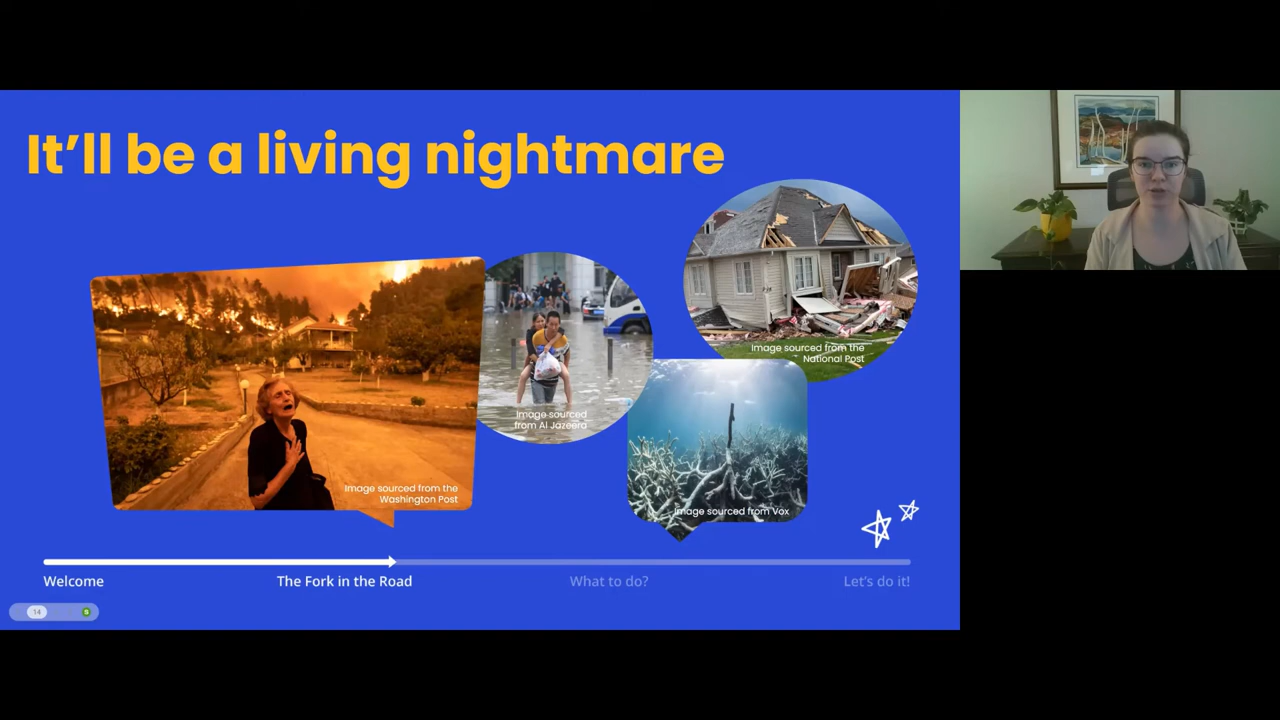 It'll be a living nightmare
Image sourced from the
Washington Post
Image sourced
from Al Jazeera
Image sourced from the
National Post
Image sourced from Vox
Welcome
The Fork in the Road
What to do?
Let's do it!
14